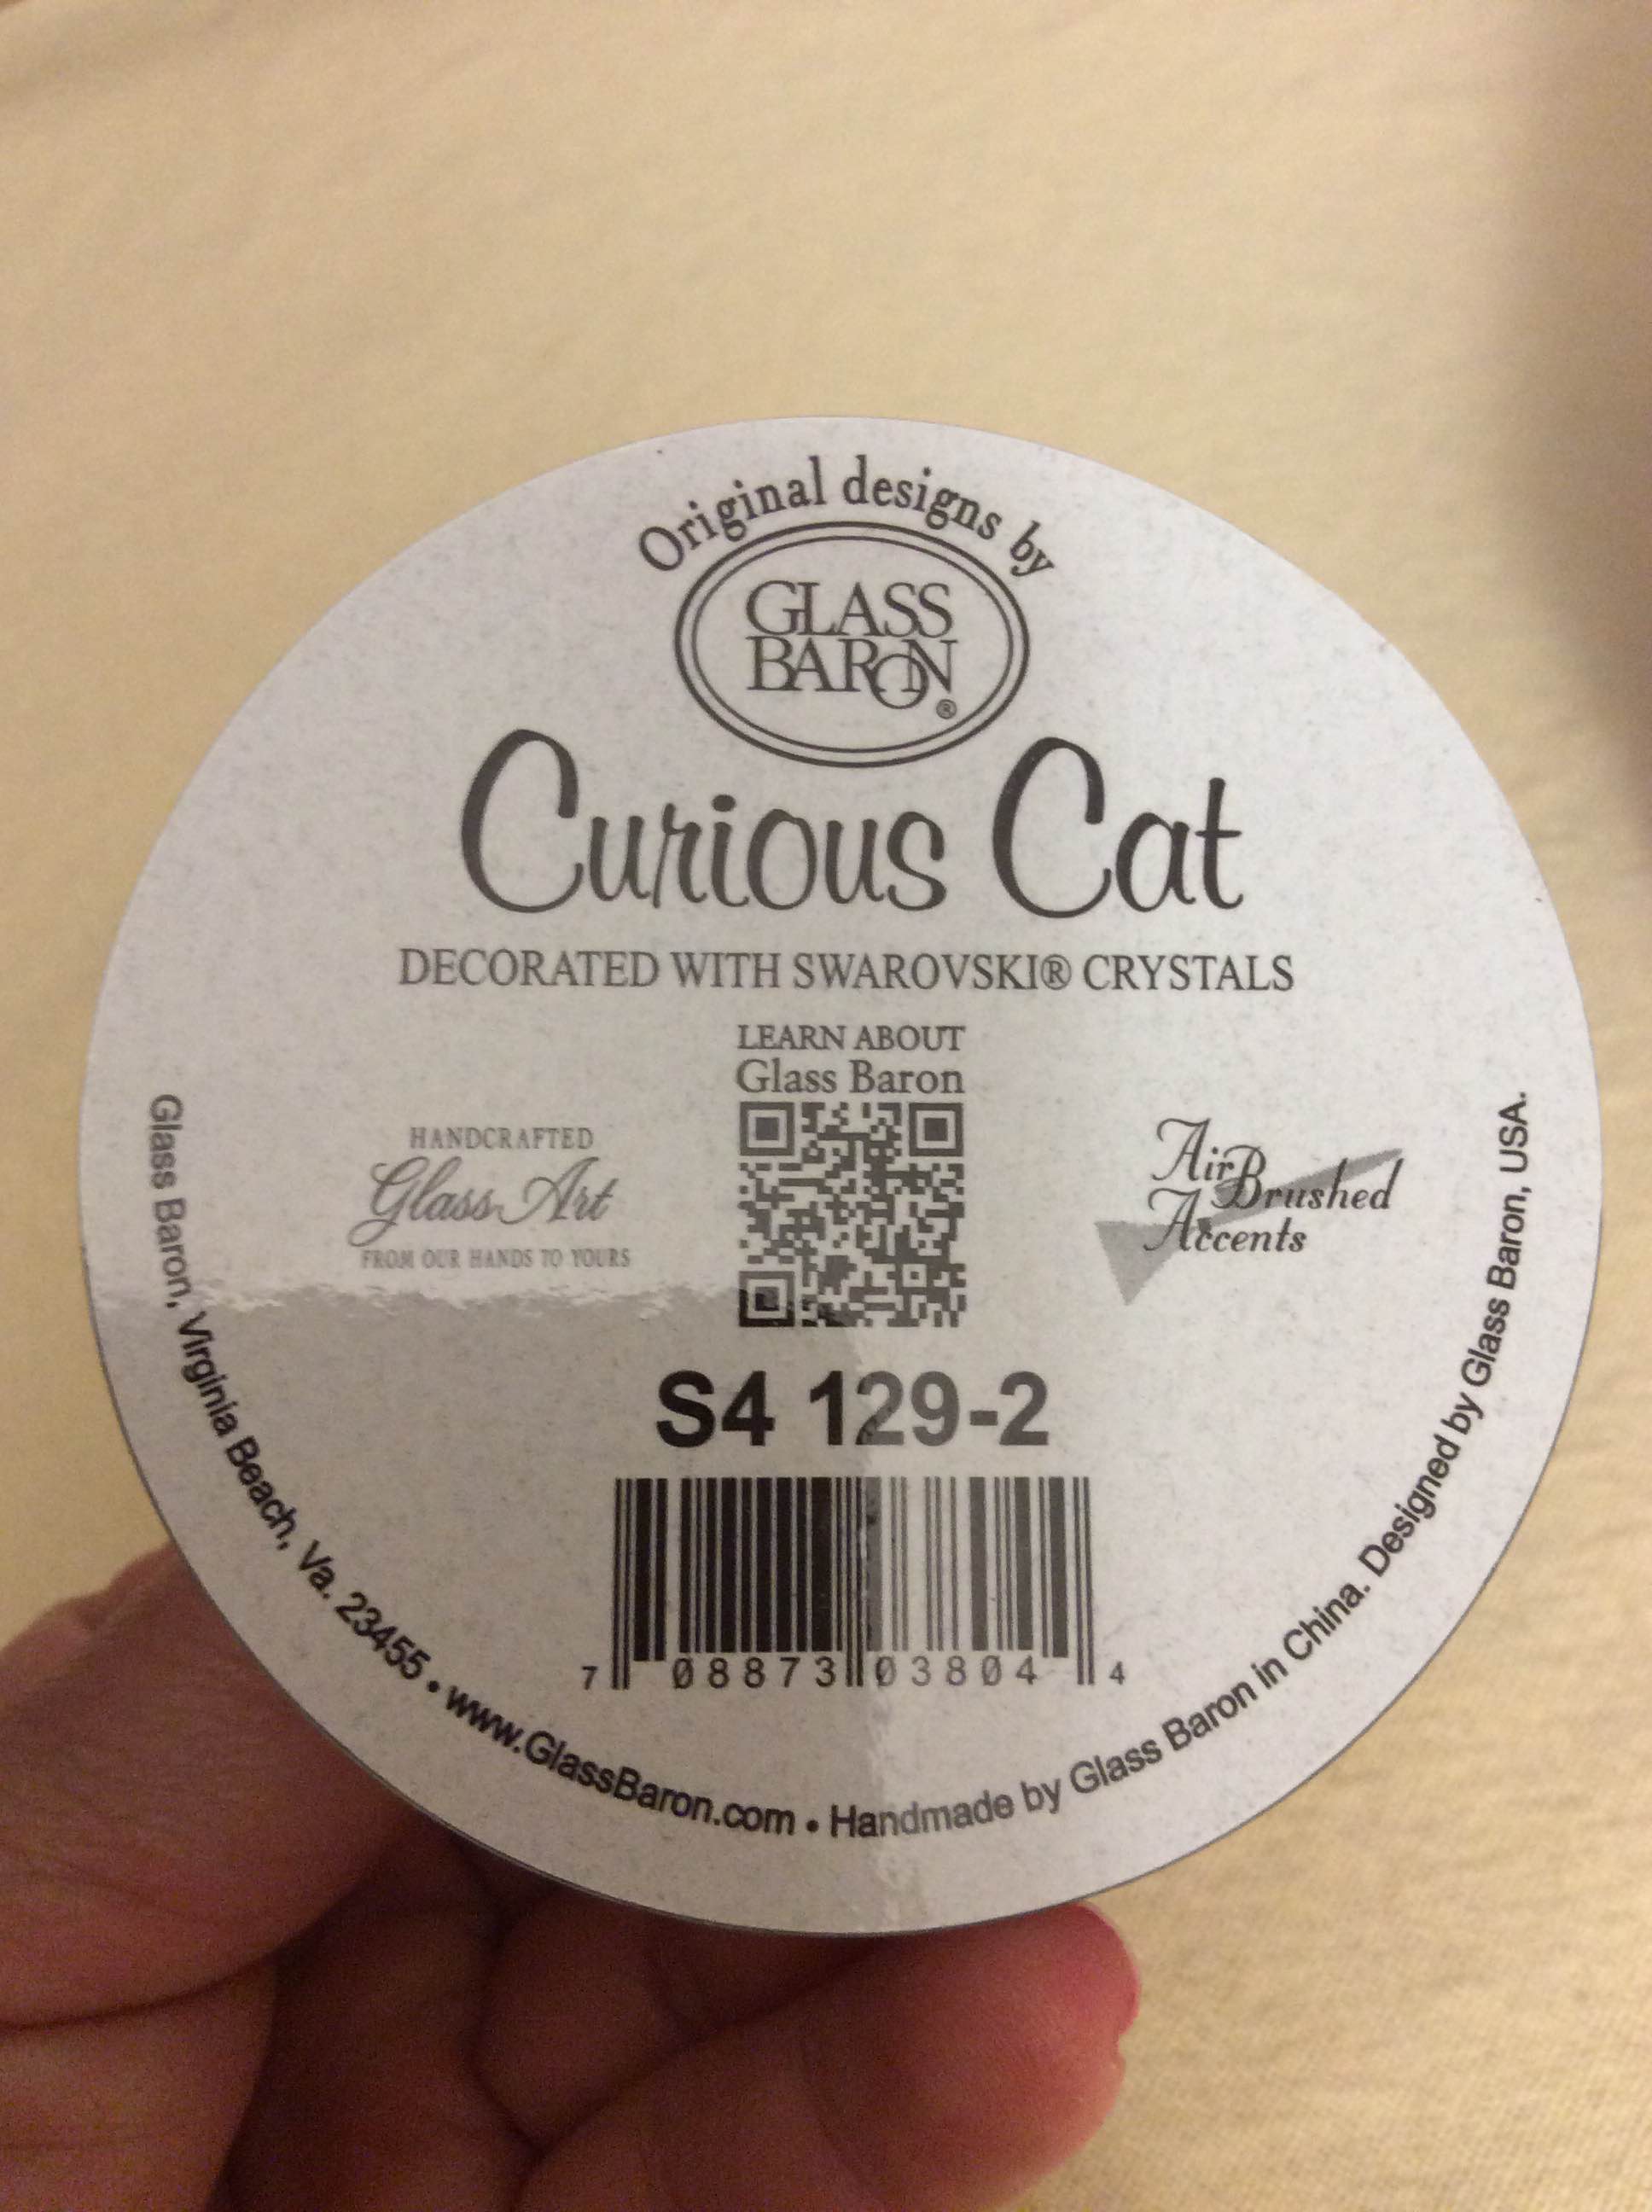 Original designs by
GLASS
BARON®
Curious Cat
DECORATED WITH SWAROVSKI® CRYSTALS
LEARN ABOUT
Glass Baron
HANDCRAFTED
Glass Art
FROM OUR HANDS TO YOURS
AirBrushed
Accents
S4 129-2
7 08873 03804 4
Glass Baron, Virginia Beach, Va. 23455 • www.GlassBaron.com • Handmade by Glass Baron in China. Designed by Glass Baron, USA.